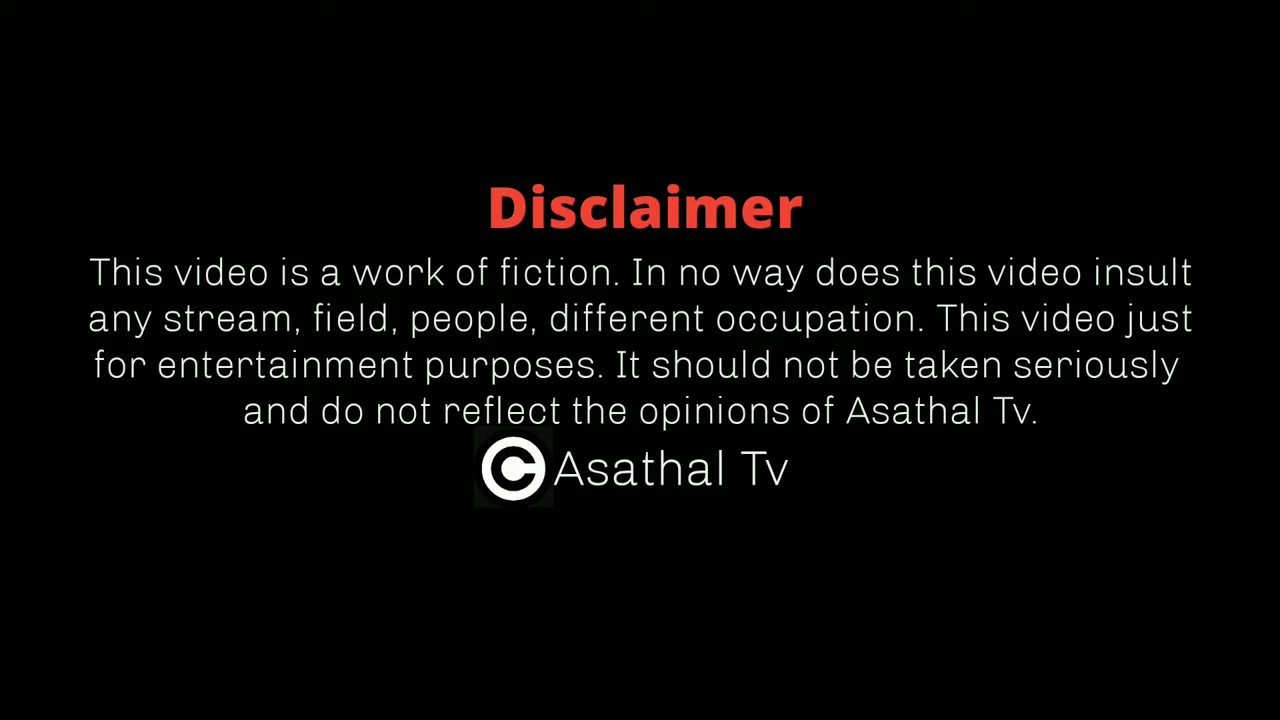 Disclaimer
This video is a work of fiction. In no way does this video insult
any stream, field, people, different occupation. This video just
for entertainment purposes. It should not be taken seriously
and do not reflect the opinions of Asathal Tv.
© Asathal Tv